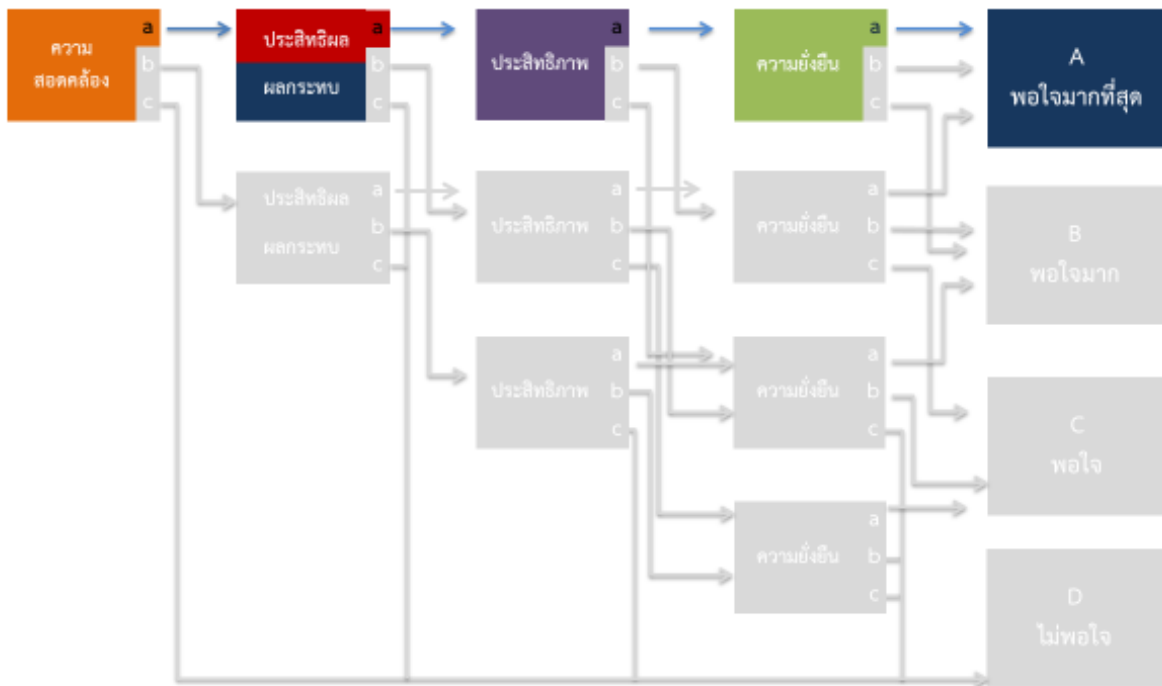 ความ
สอดคล้อง
a
b
c
ประสิทธิผล
ผลกระทบ
a
b
c
ประสิทธิภาพ
a
b
c
ความยั่งยืน
a
b
c
A
พอใจมากที่สุด
ประสิทธิผล
ผลกระทบ
a
b
c
ประสิทธิภาพ
a
b
c
ความยั่งยืน
a
b
c
B
พอใจมาก
ประสิทธิภาพ
a
b
c
ความยั่งยืน
a
b
c
C
พอใจ
ความยั่งยืน
a
b
c
D
ไม่พอใจ